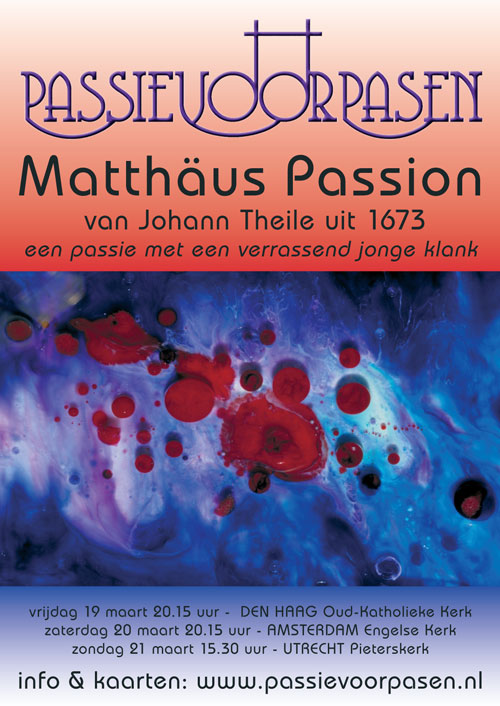 PASSIEVOORPASEN
Matthäus Passion
van Johann Theile uit 1673
een passie met een verrassend jonge klank
vrijdag 19 maart 20.15 uur - DEN HAAG Oud-Katholieke Kerk
zaterdag 20 maart 20.15 uur - AMSTERDAM Engelse Kerk
zondag 21 maart 15.30 uur - UTRECHT Pieterskerk
info & kaarten: www.passievoorpasen.nl